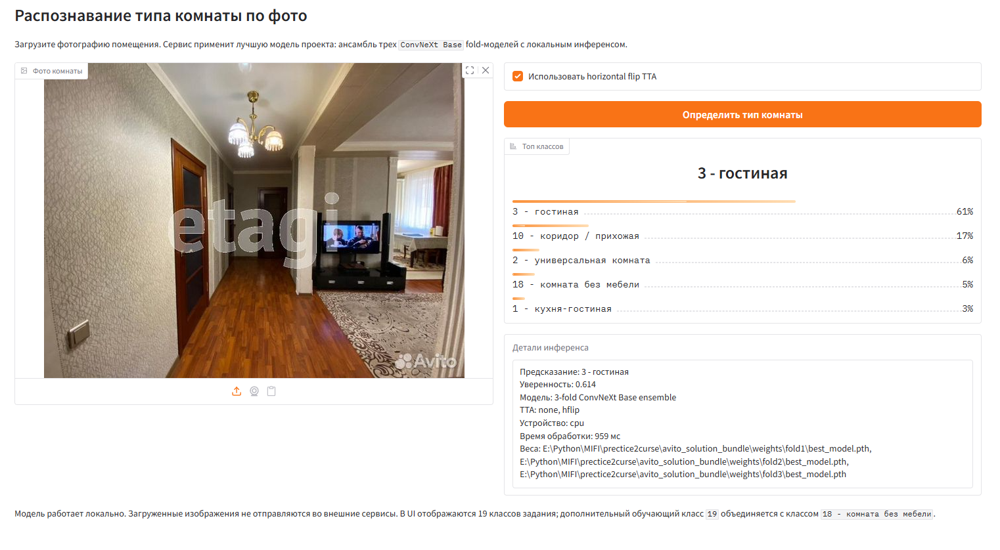 Распознавание типа комнаты по фото
Загрузите фотографию помещения. Сервис применит лучшую модель проекта: ансамбль трех ConvNeXt Base fold-моделей с локальным инференсом.
Фото комнаты
etagi
Avito
Использовать horizontal flip TTA
Определить тип комнаты
Топ классов
3 - гостиная
3 - гостиная 61%
10 - коридор / прихожая 17%
2 - универсальная комната 6%
18 - комната без мебели 5%
1 - кухня-гостиная 3%
Детали инференса
Предсказание: 3 - гостиная
Уверенность: 0.614
Модель: 3-fold ConvNeXt Base ensemble
TTA: none, hflip
Устройство: cpu
Время обработки: 959 мс
Веса: E:\Python\MIFI\prectice2curse\avito_solution_bundle\weights\fold1\best_model.pth,
E:\Python\MIFI\prectice2curse\avito_solution_bundle\weights\fold2\best_model.pth,
E:\Python\MIFI\prectice2curse\avito_solution_bundle\weights\fold3\best_model.pth
Модель работает локально. Загруженные изображения не отправляются во внешние сервисы. В UI отображаются 19 классов задания; дополнительный обучающий класс 19 объединяется с классом 18 - комната без мебели.